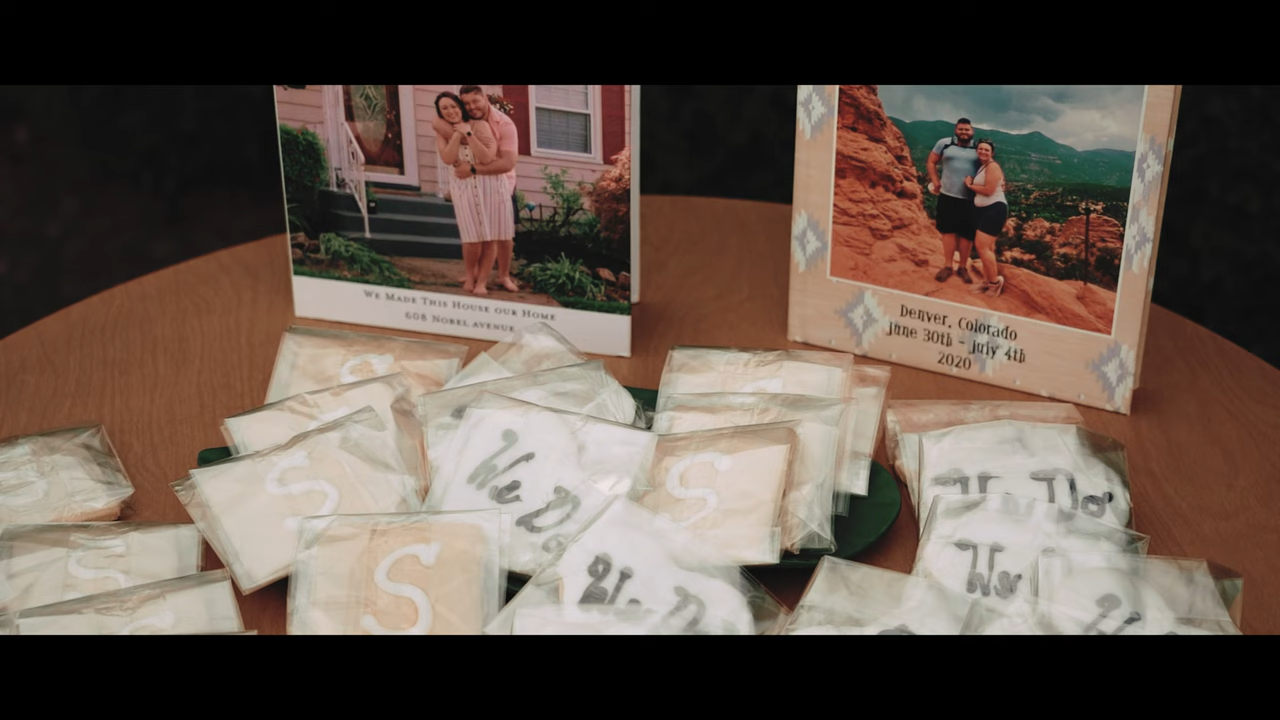 We Made This House our Home
608 Nobel avenue
Denver, Colorado
June 30th - July 4th
2020
S
S
S
We Do
S
We Do
We Do
We